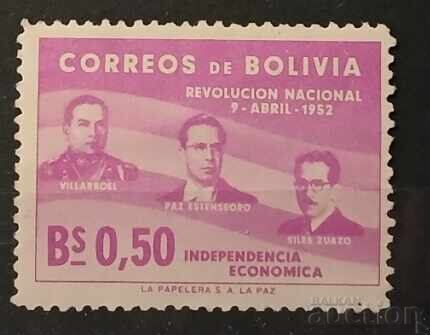 CORREOS DE BOLIVIA
REVOLUCION NACIONAL
9-ABRIL-1952
VILLARROEL
PAZ ESTENSSORO
SILES ZUAZO
Bs 0,50
INDEPENDENCIA
ECONOMICA
LA PAPELERA S. A. LA PAZ
BALKAN
AUCTION